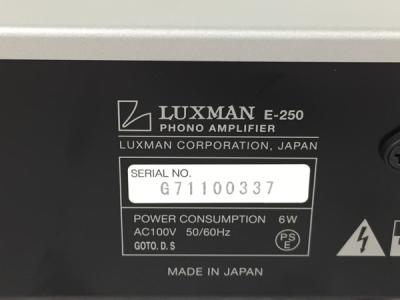 LUXMAN E-250
PHONO AMPLIFIER
LUXMAN CORPORATION, JAPAN
SERIAL NO.
G71100337
POWER CONSUMPTION 6W
AC100V 50/60Hz
GOTO. D. S
PS
E
MADE IN JAPAN